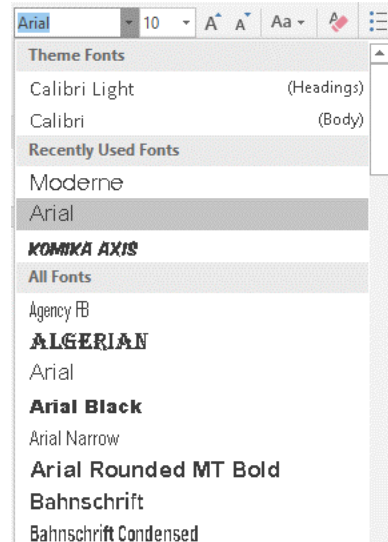 Arial 10 A A Aa A
Theme Fonts
Calibri Light (Headings)
Calibri (Body)
Recently Used Fonts
Moderne
Arial
KOMIKA AXIS
All Fonts
Agency FB
ALGERIAN
Arial
Arial Black
Arial Narrow
Arial Rounded MT Bold
Bahnschrift
Bahnschrift Condensed